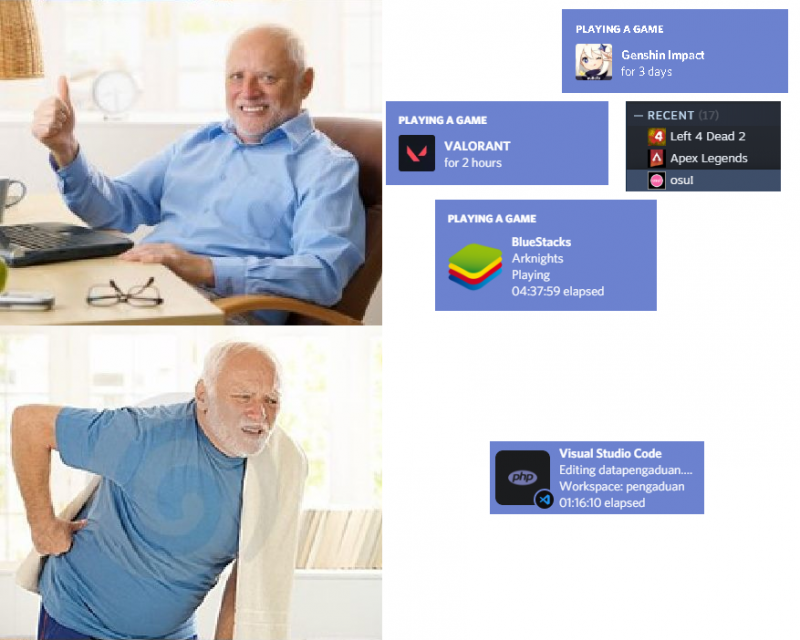 PLAYING A GAME
Genshin Impact
for 3 days
PLAYING A GAME
VALORANT
for 2 hours
— RECENT (17)
Left 4 Dead 2
Apex Legends
osu!
PLAYING A GAME
BlueStacks
Arknights
Playing
04:37:59 elapsed
php
Visual Studio Code
Editing datapengaduan....
Workspace: pengaduan
01:16:10 elapsed